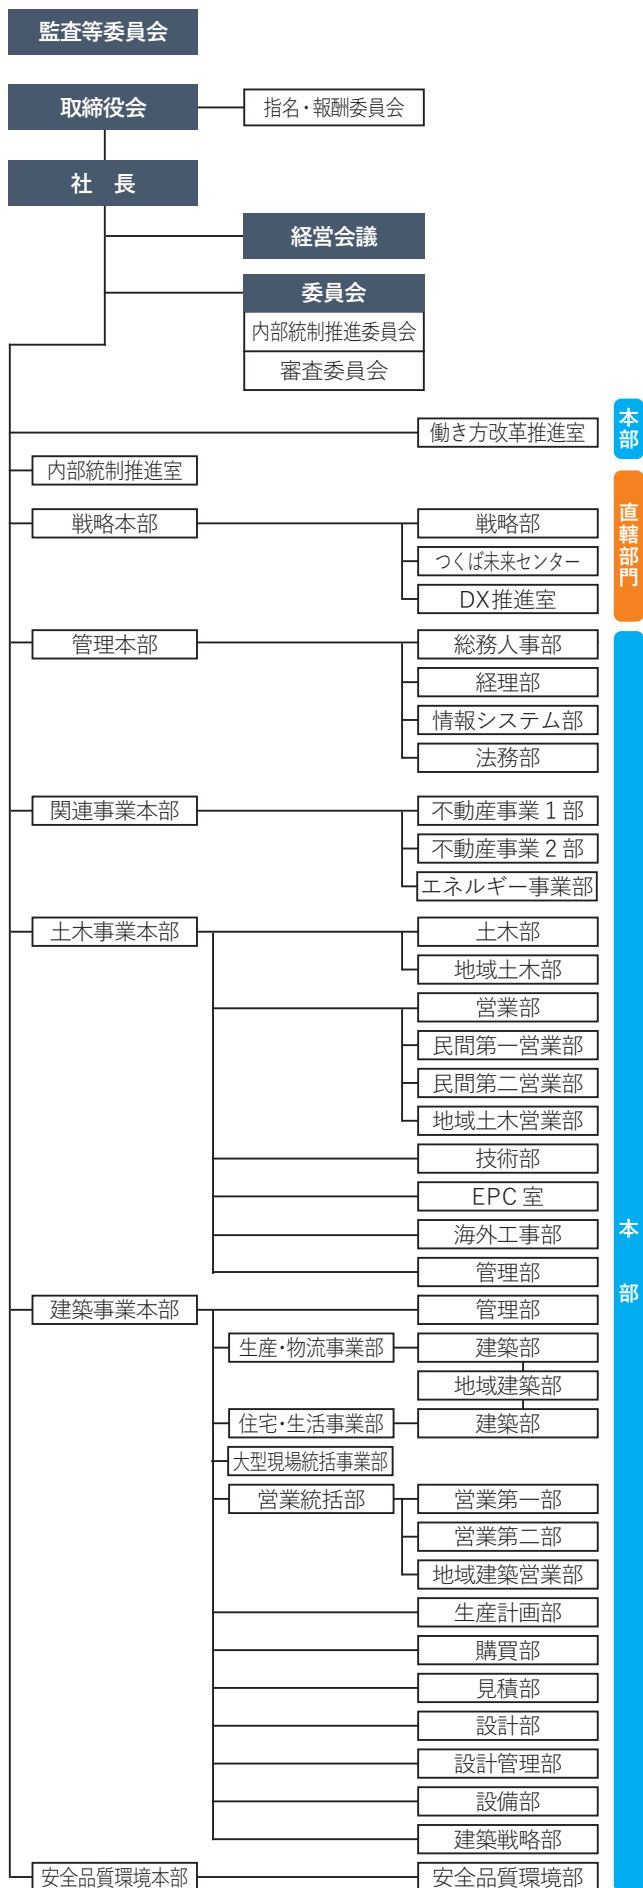 監査等委員会
取締役会
指名・報酬委員会
社　長
経営会議
委員会
内部統制推進委員会
審査委員会
本部
働き方改革推進室
内部統制推進室
直轄部門
戦略本部
戦略部
つくば未来センター
DX推進室
管理本部
総務人事部
経理部
情報システム部
法務部
関連事業本部
不動産事業1部
不動産事業2部
エネルギー事業部
土木事業本部
土木部
地域土木部
営業部
民間第一営業部
民間第二営業部
地域土木営業部
技術部
EPC室
海外工事部
管理部
本部
建築事業本部
管理部
生産・物流事業部
建築部
地域建築部
住宅・生活事業部
建築部
大型現場統括事業部
営業統括部
営業第一部
営業第二部
地域建築営業部
生産計画部
購買部
見積部
設計部
設計管理部
設備部
建築戦略部
安全品質環境本部
安全品質環境部